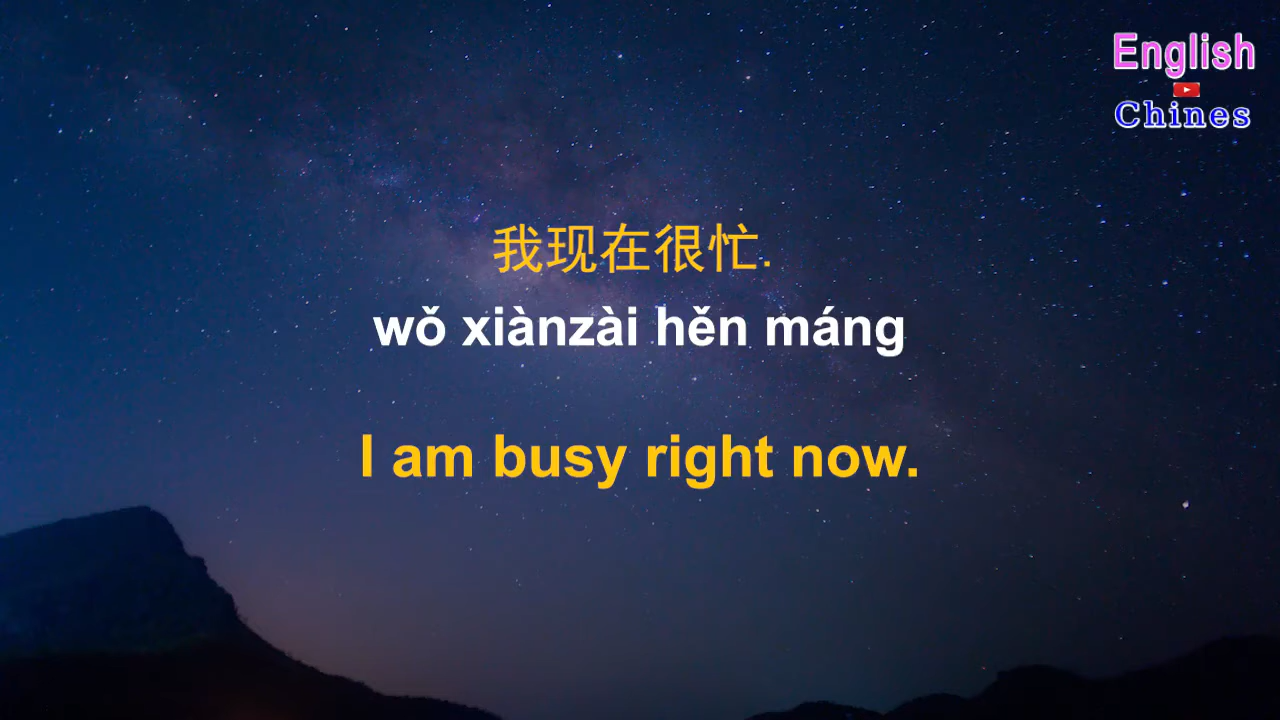 English
Chines
我现在很忙.
wǒ xiànzài hěn máng
I am busy right now.